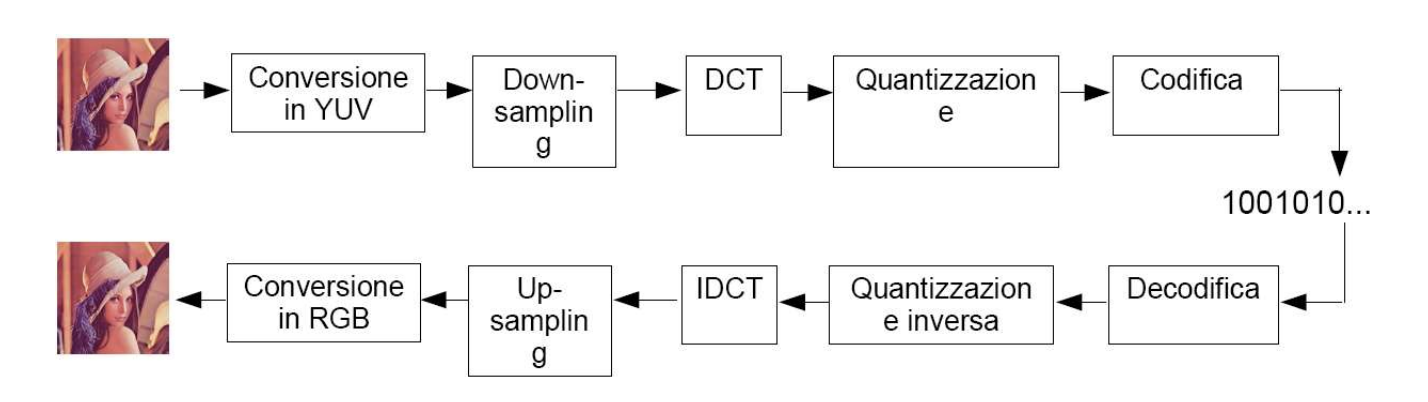 Conversione
in YUV
Down-
samplin
g
DCT
Quantizzazion
e
Codifica
1001010...
Conversione
in RGB
Up-
samplin
g
IDCT
Quantizzazion
e inversa
Decodifica